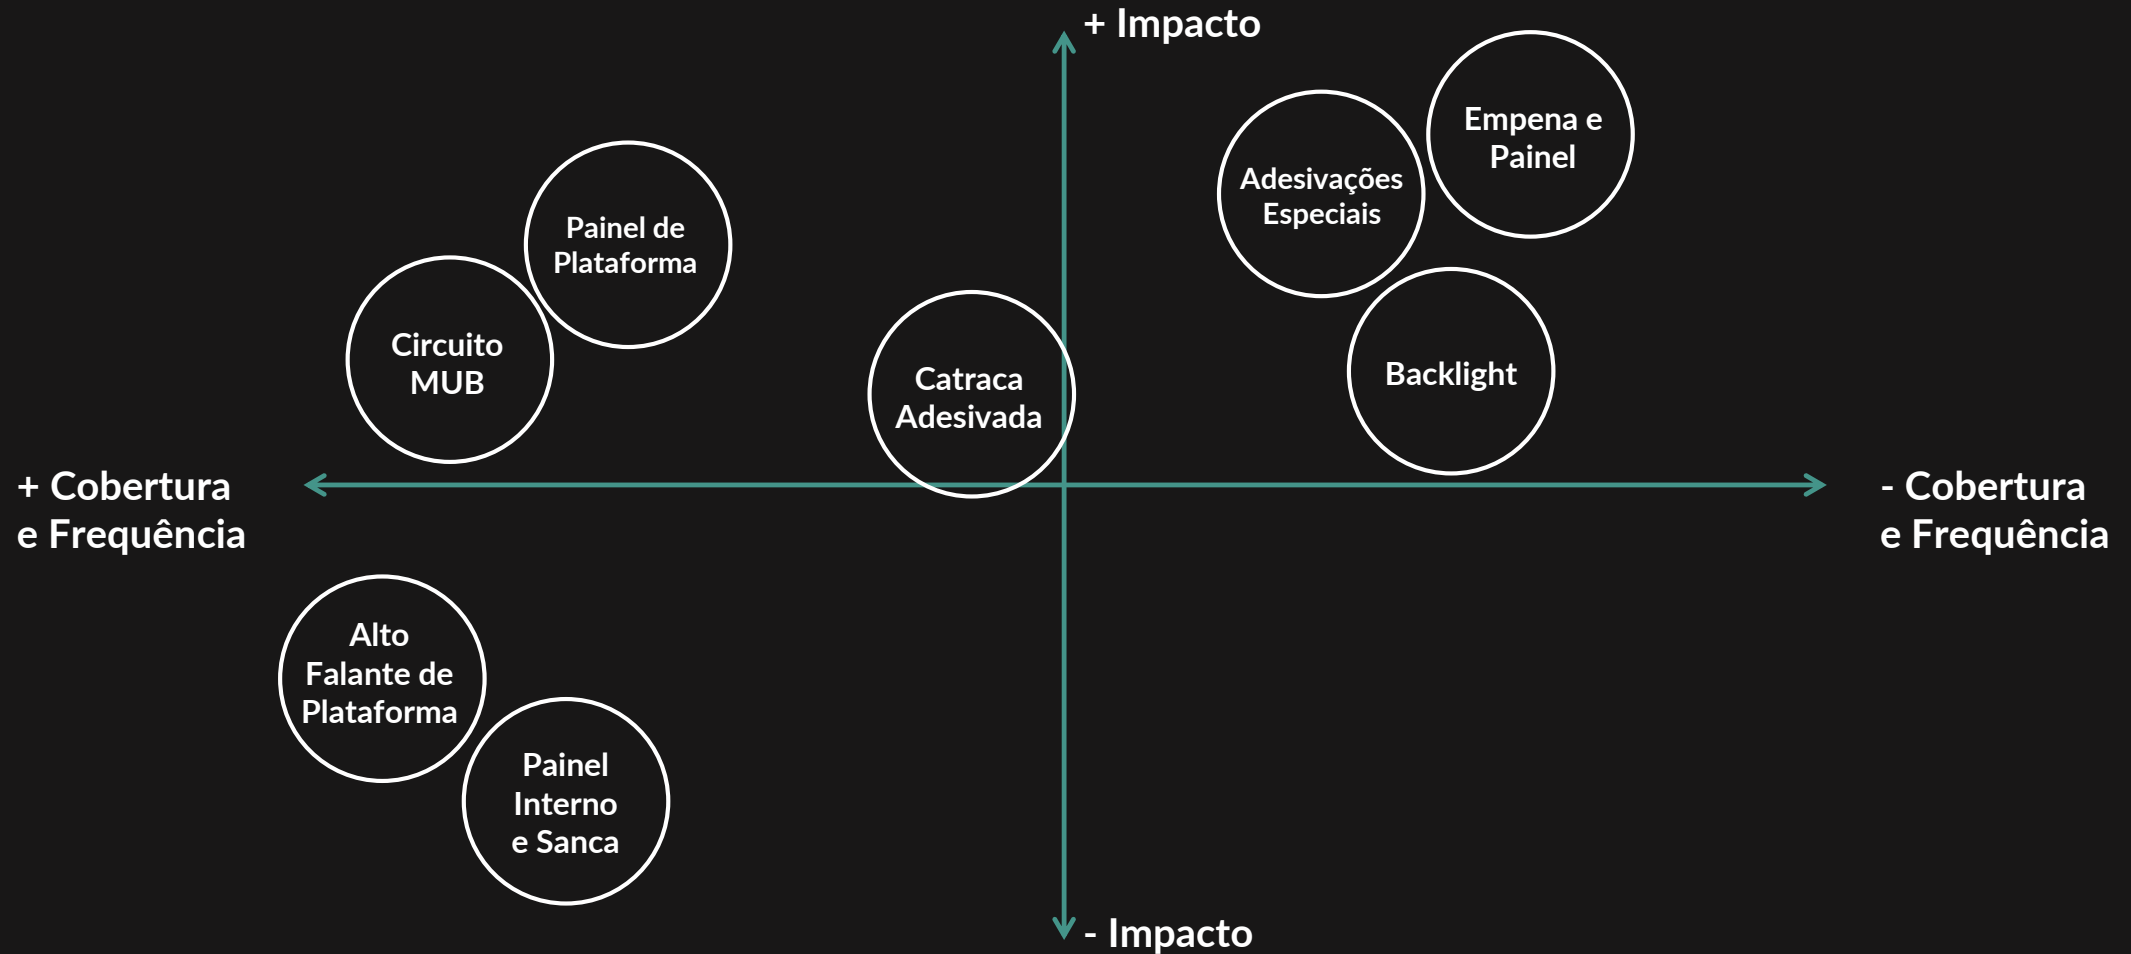 + Impacto
Empena e
Painel
Adesivações
Especiais
Painel de
Plataforma
Circuito
MUB
Catraca
Adesivada
Backlight
+ Cobertura
e Frequência
- Cobertura
e Frequência
Alto
Falante de
Plataforma
Painel
Interno
e Sanca
- Impacto